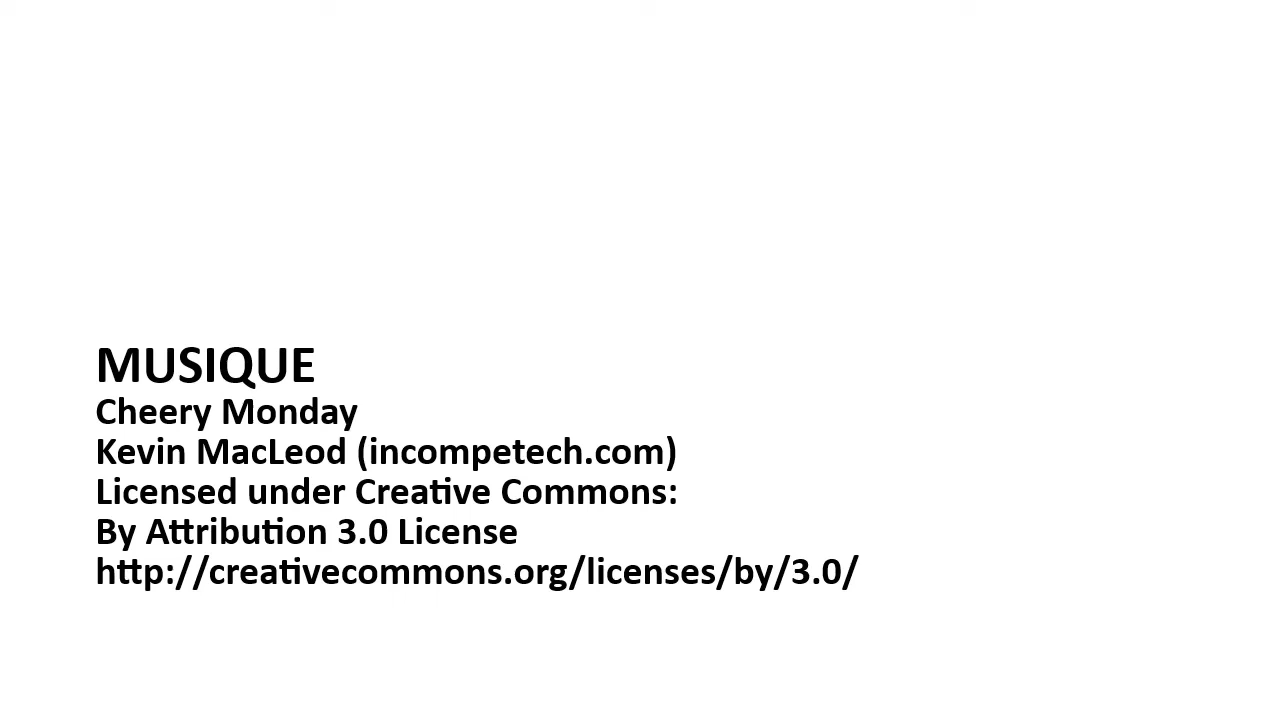 MUSIQUE
Cheery Monday
Kevin MacLeod (incompetech.com)
Licensed under Creative Commons:
By Attribution 3.0 License
http://creativecommons.org/licenses/by/3.0/